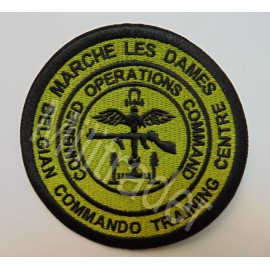 MARCHE LES DAMES
BELGIAN COMMANDO TRAINING CENTRE
COMBINED OPERATIONS COMMAND